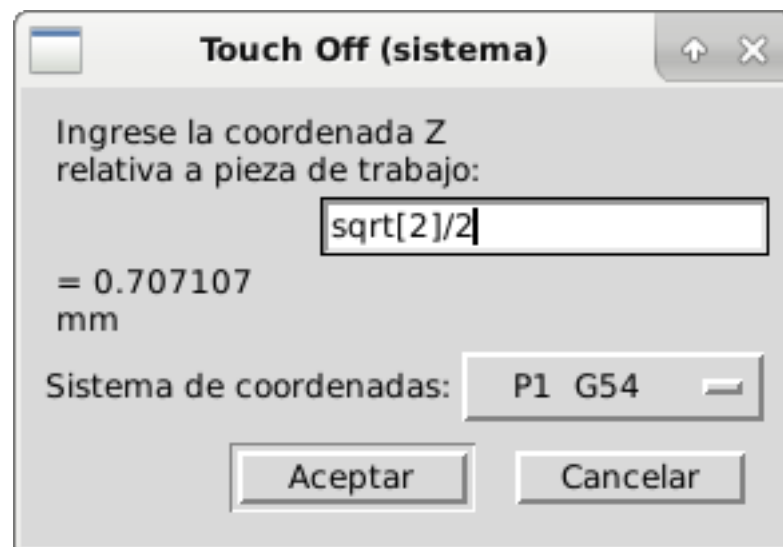 Touch Off (sistema)
Ingrese la coordenada Z
relativa a pieza de trabajo:
sqrt[2]/2
= 0.707107
mm
Sistema de coordenadas: P1 G54
Aceptar Cancelar